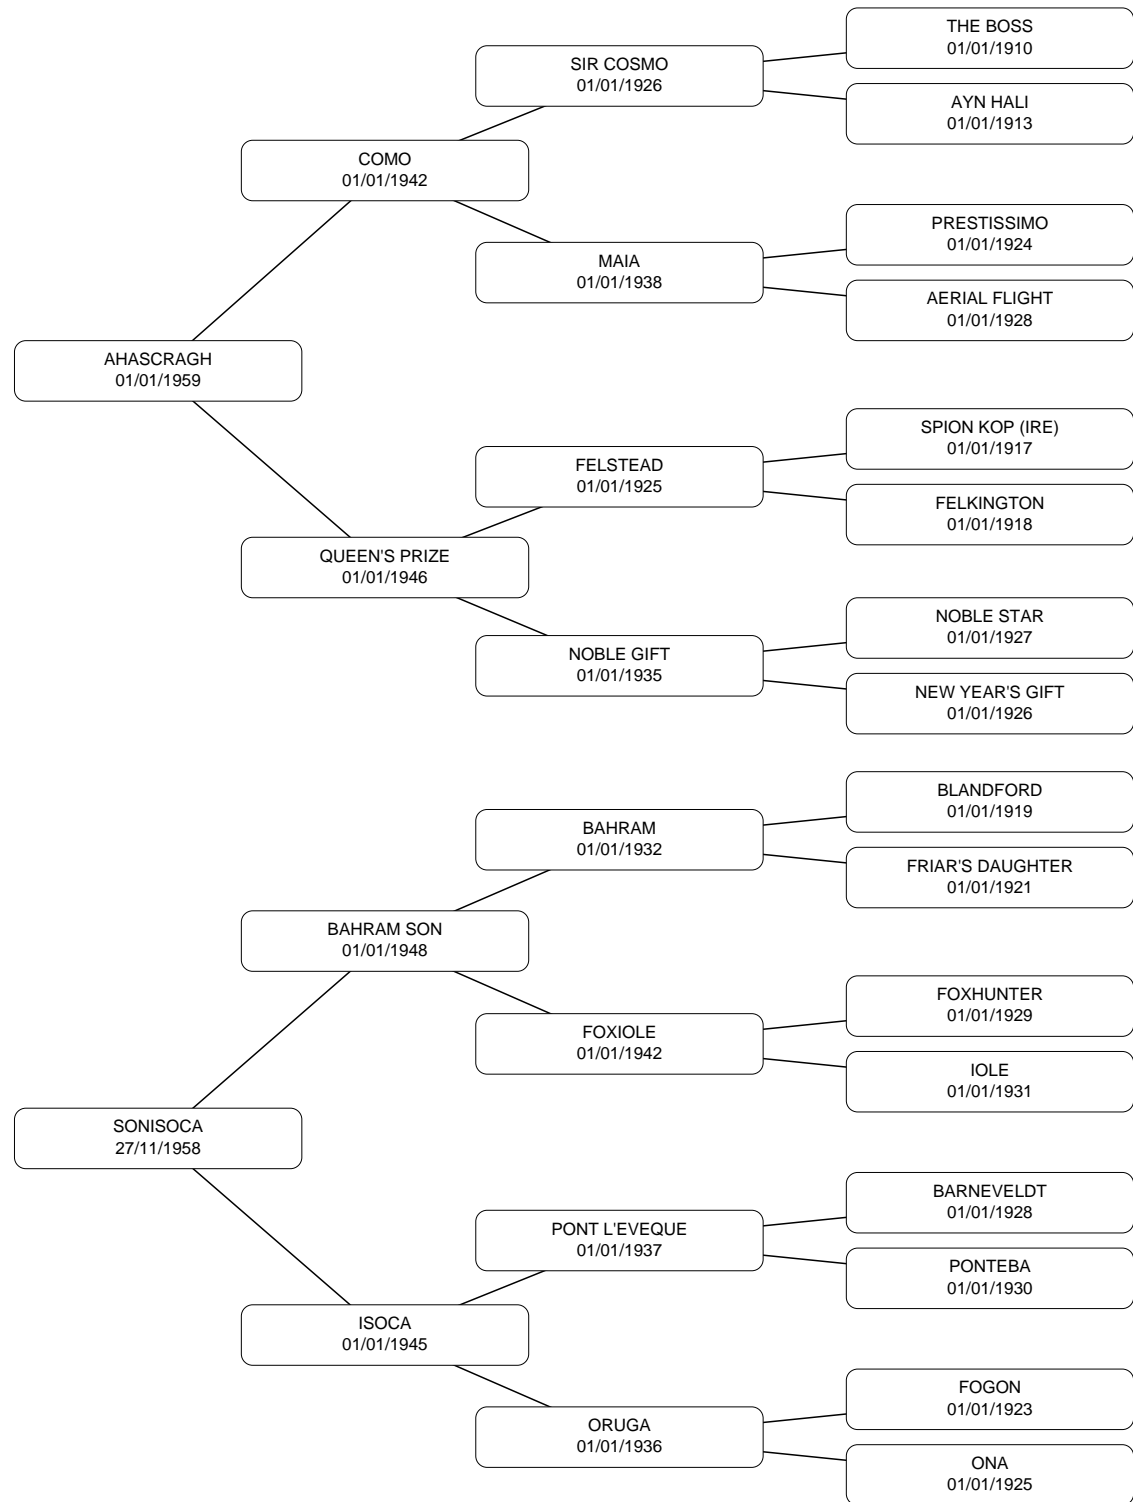 THE BOSS
01/01/1910
SIR COSMO
01/01/1926
AYN HALI
01/01/1913
COMO
01/01/1942
PRESTISSIMO
01/01/1924
MAIA
01/01/1938
AERIAL FLIGHT
01/01/1928
AHASCRAGH
01/01/1959
SPION KOP (IRE)
01/01/1917
FELSTEAD
01/01/1925
FELKINGTON
01/01/1918
QUEEN'S PRIZE
01/01/1946
NOBLE STAR
01/01/1927
NOBLE GIFT
01/01/1935
NEW YEAR'S GIFT
01/01/1926
BLANDFORD
01/01/1919
BAHRAM
01/01/1932
FRIAR'S DAUGHTER
01/01/1921
BAHRAM SON
01/01/1948
FOXHUNTER
01/01/1929
FOXIOLE
01/01/1942
IOLE
01/01/1931
SONISOCA
27/11/1958
BARNEVELDT
01/01/1928
PONT L'EVEQUE
01/01/1937
PONTEBA
01/01/1930
ISOCA
01/01/1945
FOGON
01/01/1923
ORUGA
01/01/1936
ONA
01/01/1925